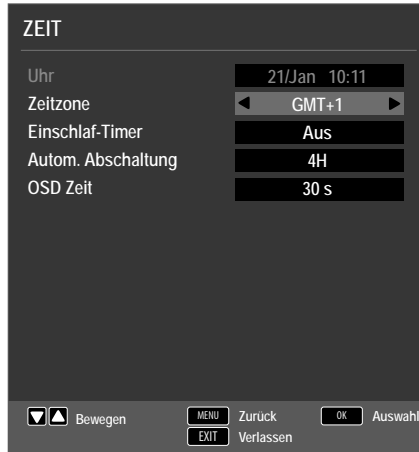 ZEIT
Uhr 21/Jan 10:11
Zeitzone GMT+1
Einschlaf-Timer Aus
Autom. Abschaltung 4H
OSD Zeit 30 s
Bewegen MENU Zurück OK Auswahl
EXIT Verlassen